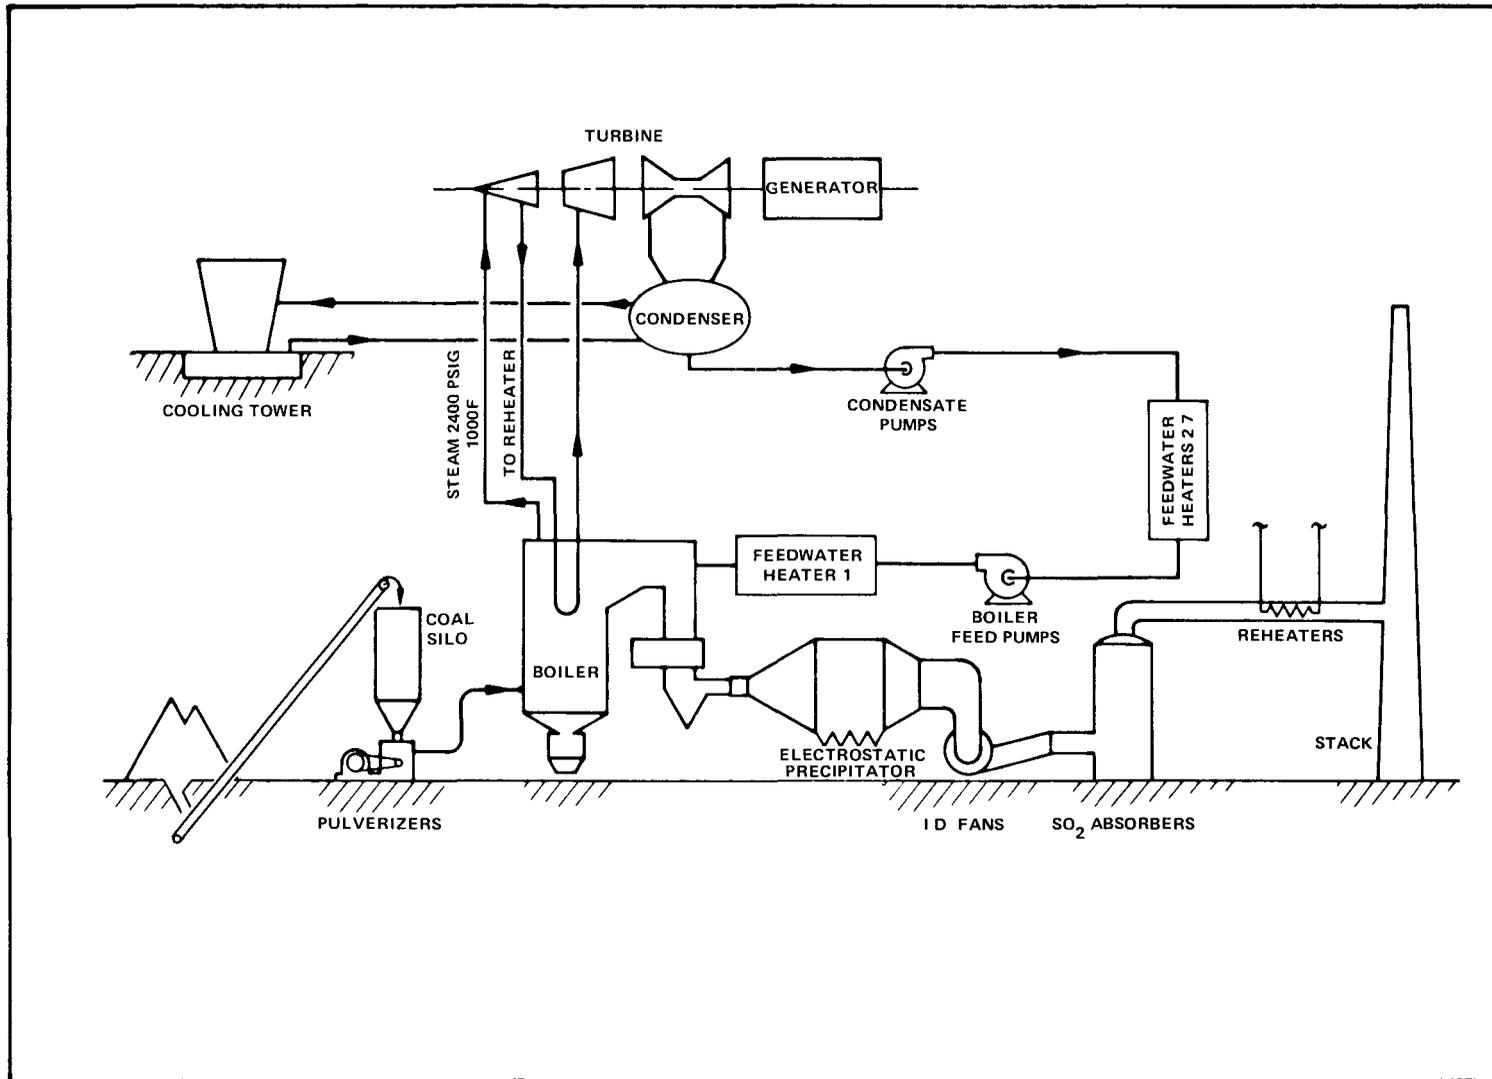 TURBINE
GENERATOR
CONDENSER
STEAM 2400 PSIG
1000F
TO REHEATER
COOLING TOWER
CONDENSATE
PUMPS
FEEDWATER
HEATERS 2 7
FEEDWATER
HEATER 1
BOILER
FEED PUMPS
COAL
SILO
BOILER
REHEATERS
ELECTROSTATIC
PRECIPITATOR
STACK
PULVERIZERS
I D FANS
SO2 ABSORBERS